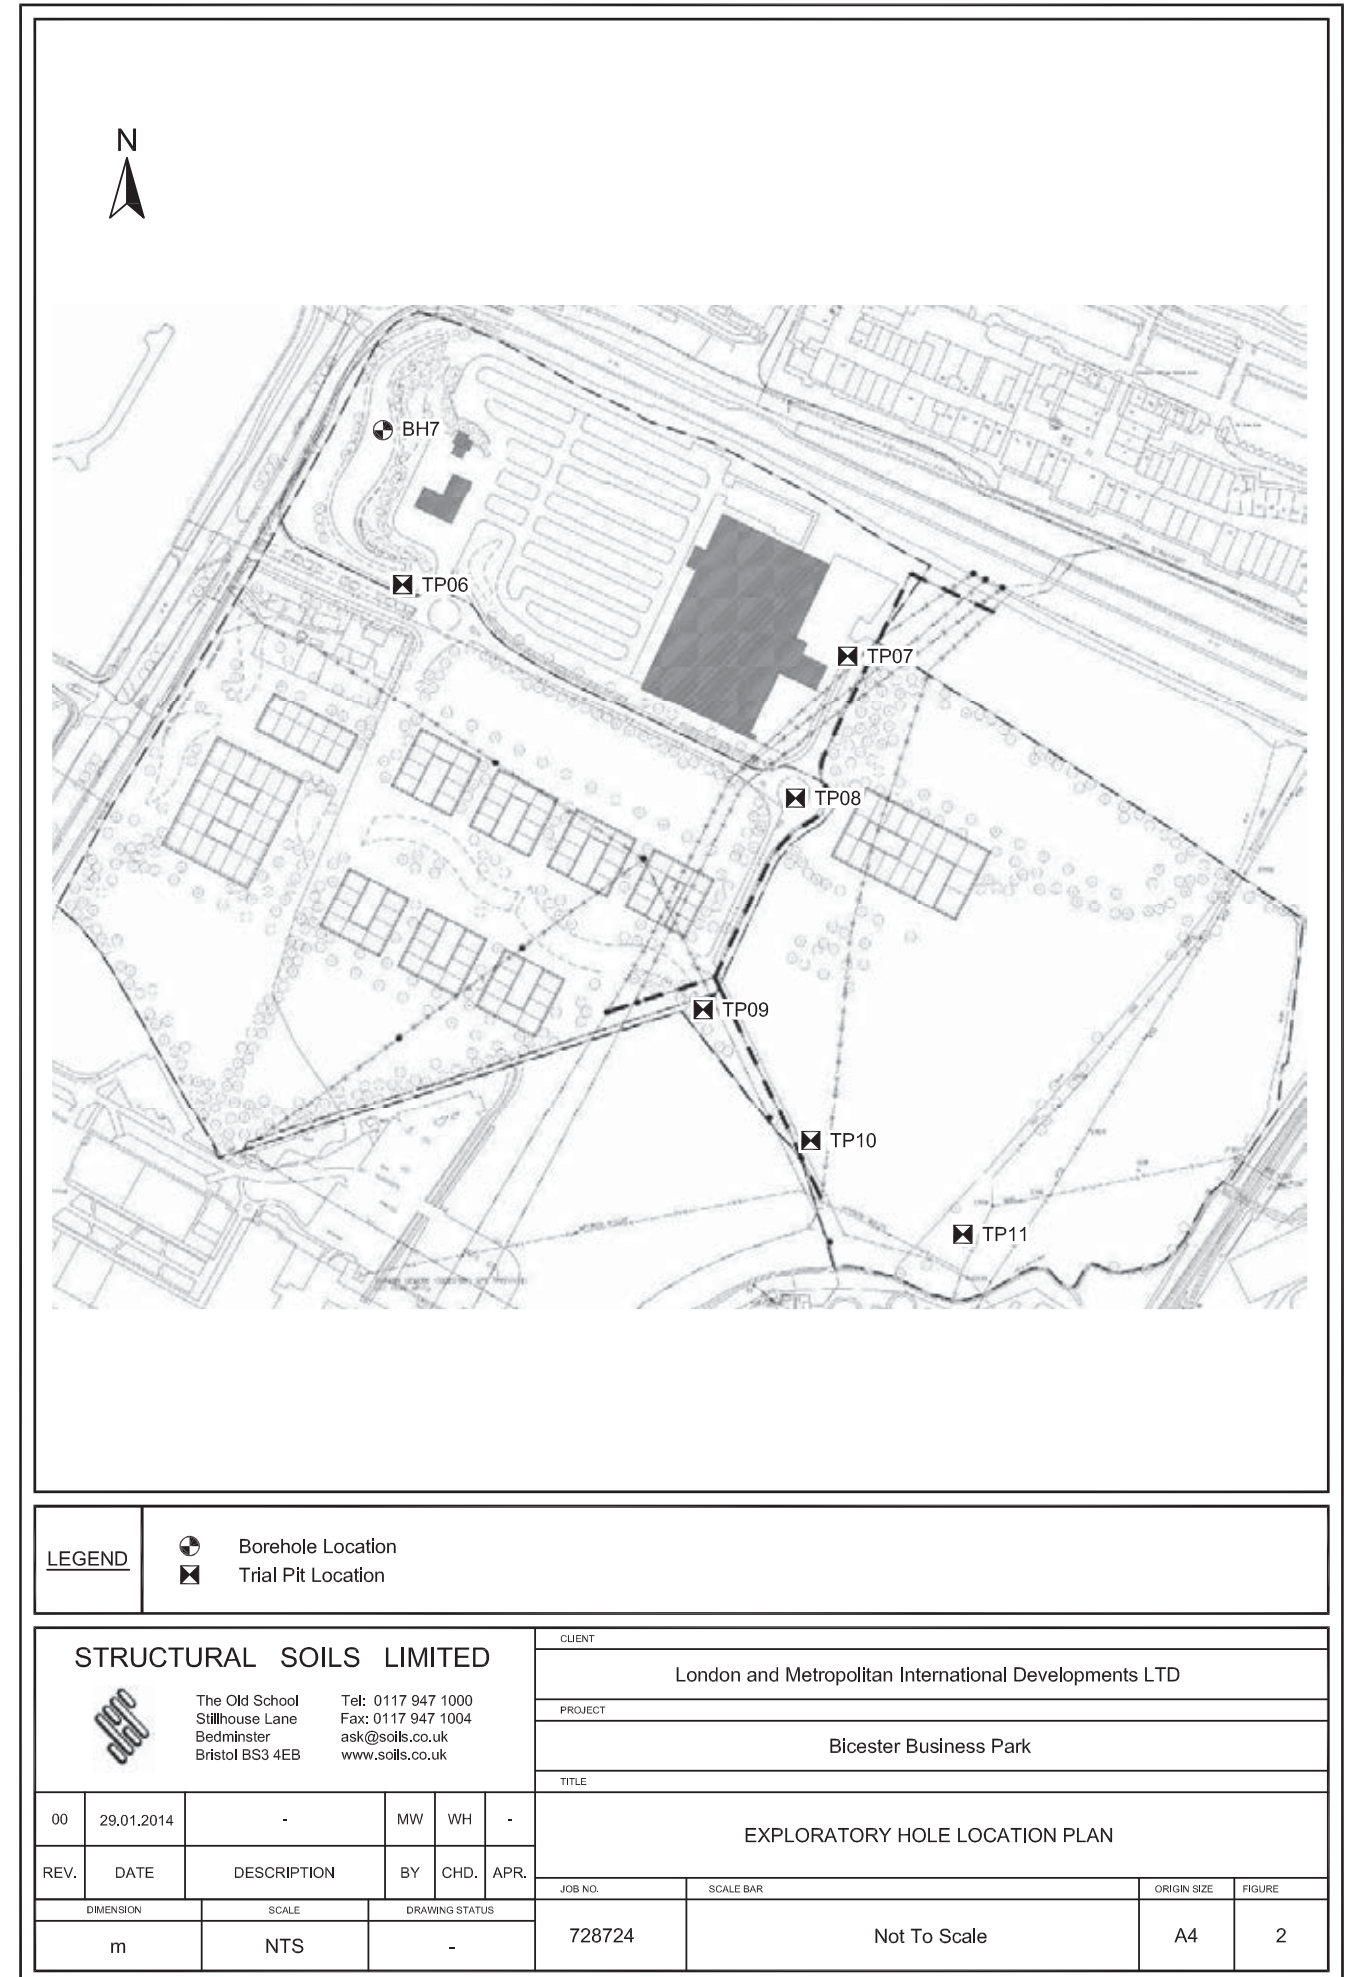 N
BH7
TP06
TP07
TP08
TP09
TP10
TP11
LEGEND
Borehole Location
Trial Pit Location
STRUCTURAL SOILS LIMITED
The Old School
Stillhouse Lane
Bedminster
Bristol BS3 4EB
Tel: 0117 947 1000
Fax: 0117 947 1004
ask@soils.co.uk
www.soils.co.uk
CLIENT
London and Metropolitan International Developments LTD
PROJECT
Bicester Business Park
TITLE
EXPLORATORY HOLE LOCATION PLAN
00 29.01.2014 - MW WH -
REV. DATE DESCRIPTION BY CHD. APR.
DIMENSION SCALE DRAWING STATUS
m NTS -
JOB NO. SCALE BAR ORIGIN SIZE FIGURE
728724 Not To Scale A4 2